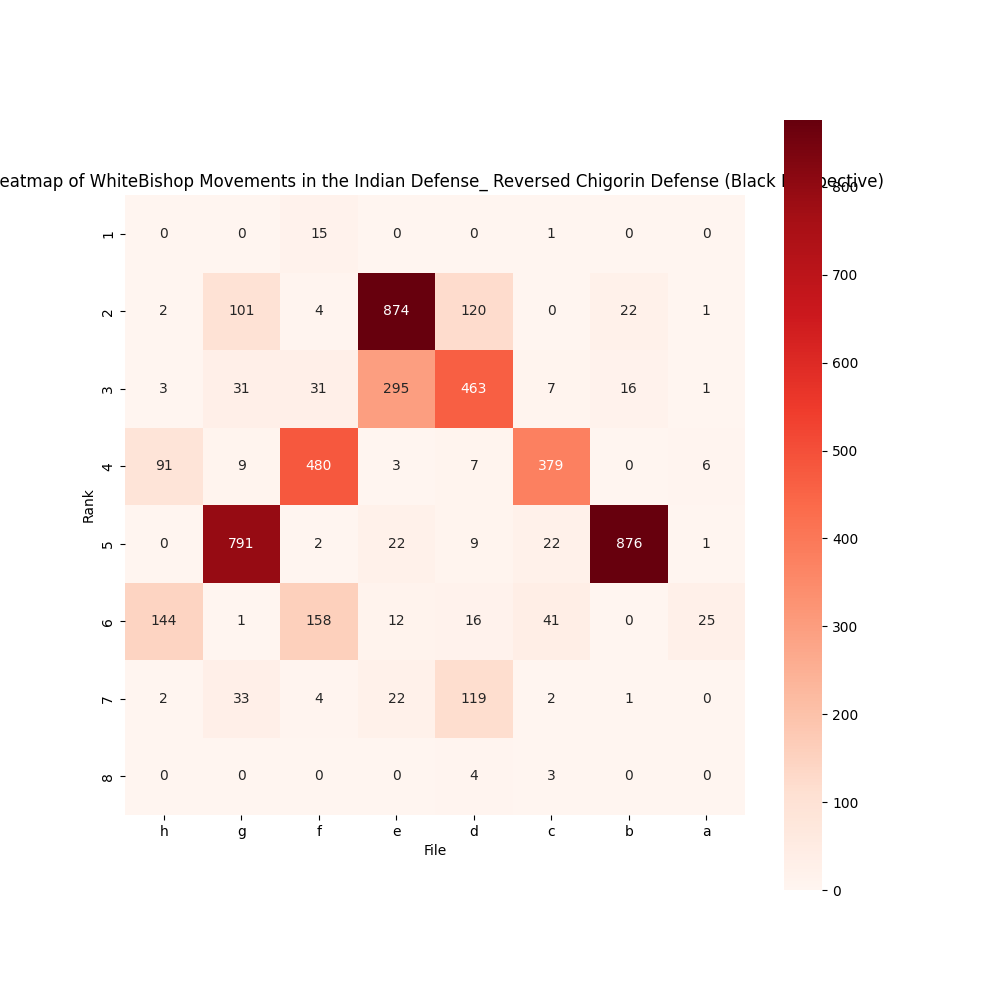 eatmap of WhiteBishop Movements in the Indian Defense_ Reversed Chigorin Defense (Black
800
1 0 0 15 0 0 1 0 0
2 2 101 4 874 120 0 22 1
700
3 3 31 31 295 463 7 16 1
600
4 91 9 480 3 7 379 0 6
500
Rank
5 0 791 2 22 9 22 876 1
400
6 144 1 158 12 16 41 0 25
300
7 2 33 4 22 119 2 1 0
200
8 0 0 0 0 4 3 0 0
100
h g f e d c b a
File
0